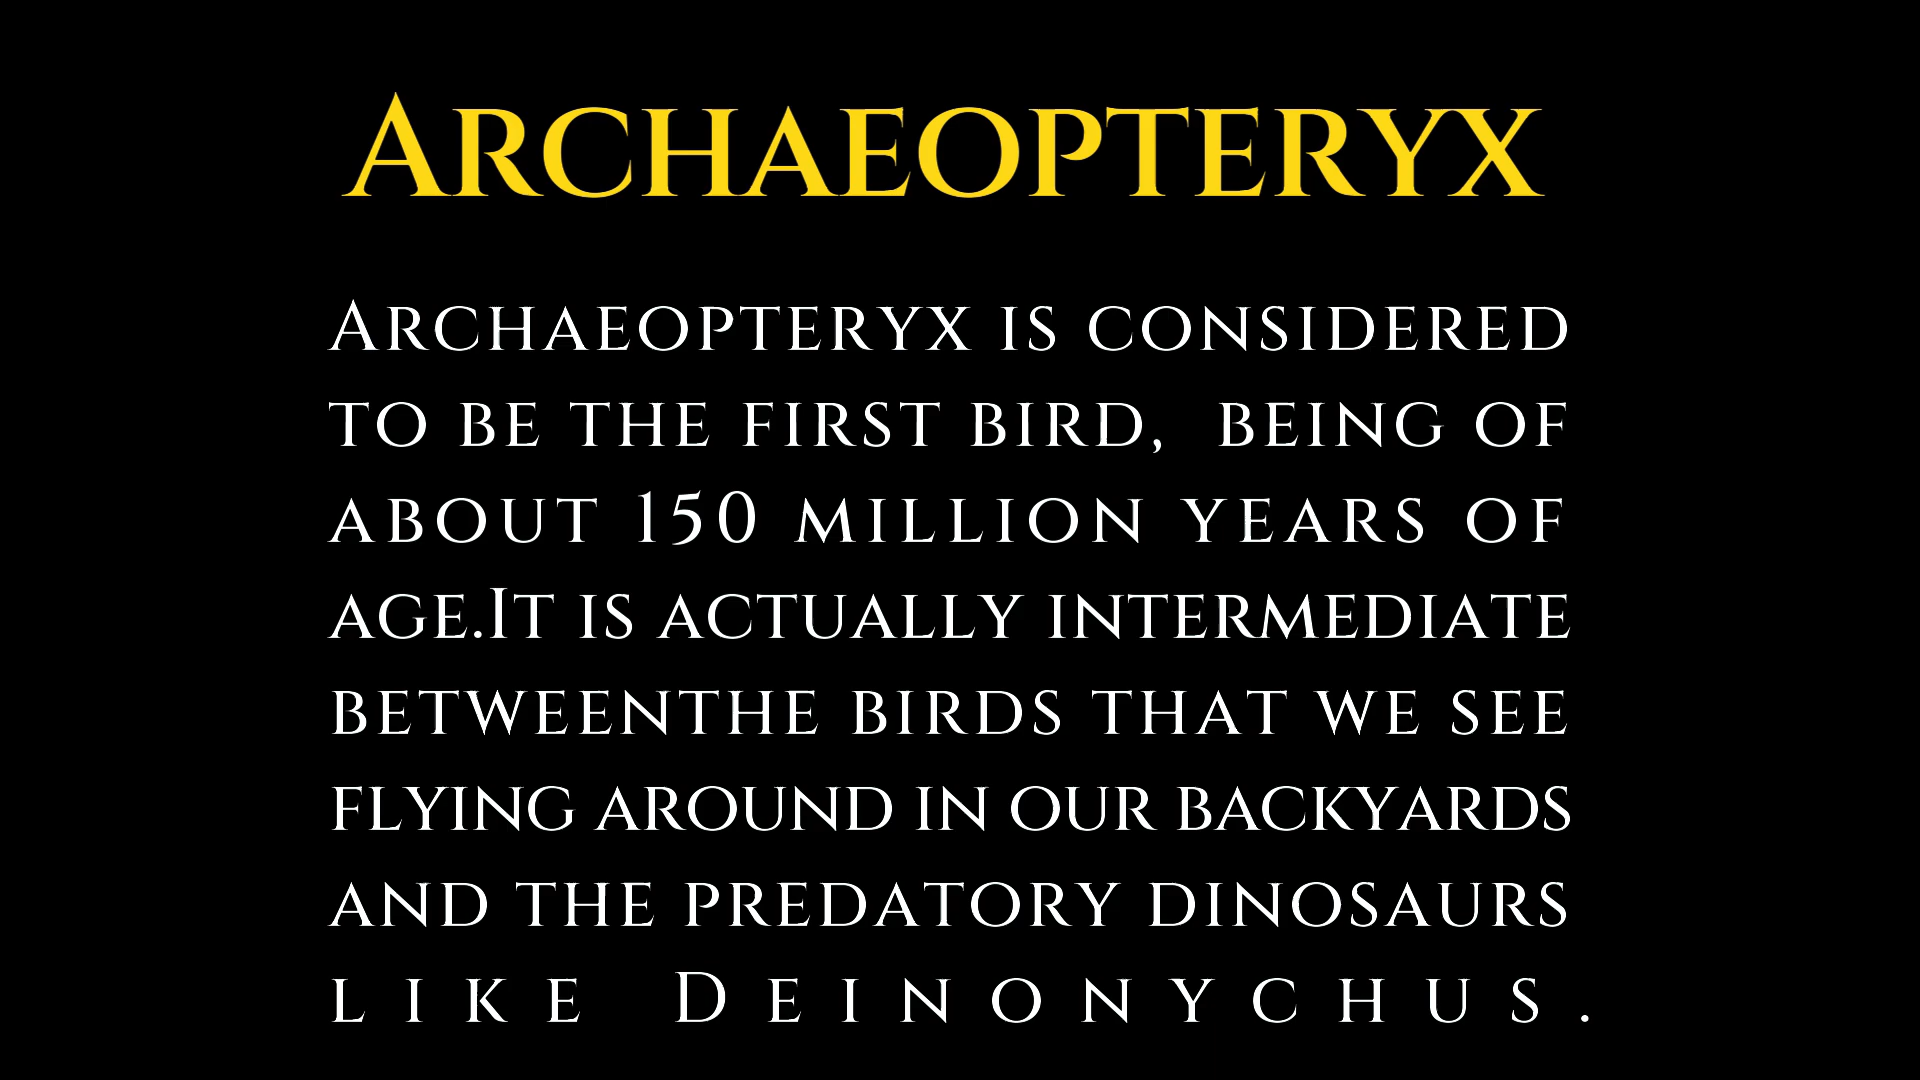 Archaeopteryx
Archaeopteryx is considered
to be the first bird,  being of
about 150 million years of
age.It is actually intermediate
betweenthe birds that we see
flying around in our backyards
and the predatory dinosaurs
like Deinonychus.